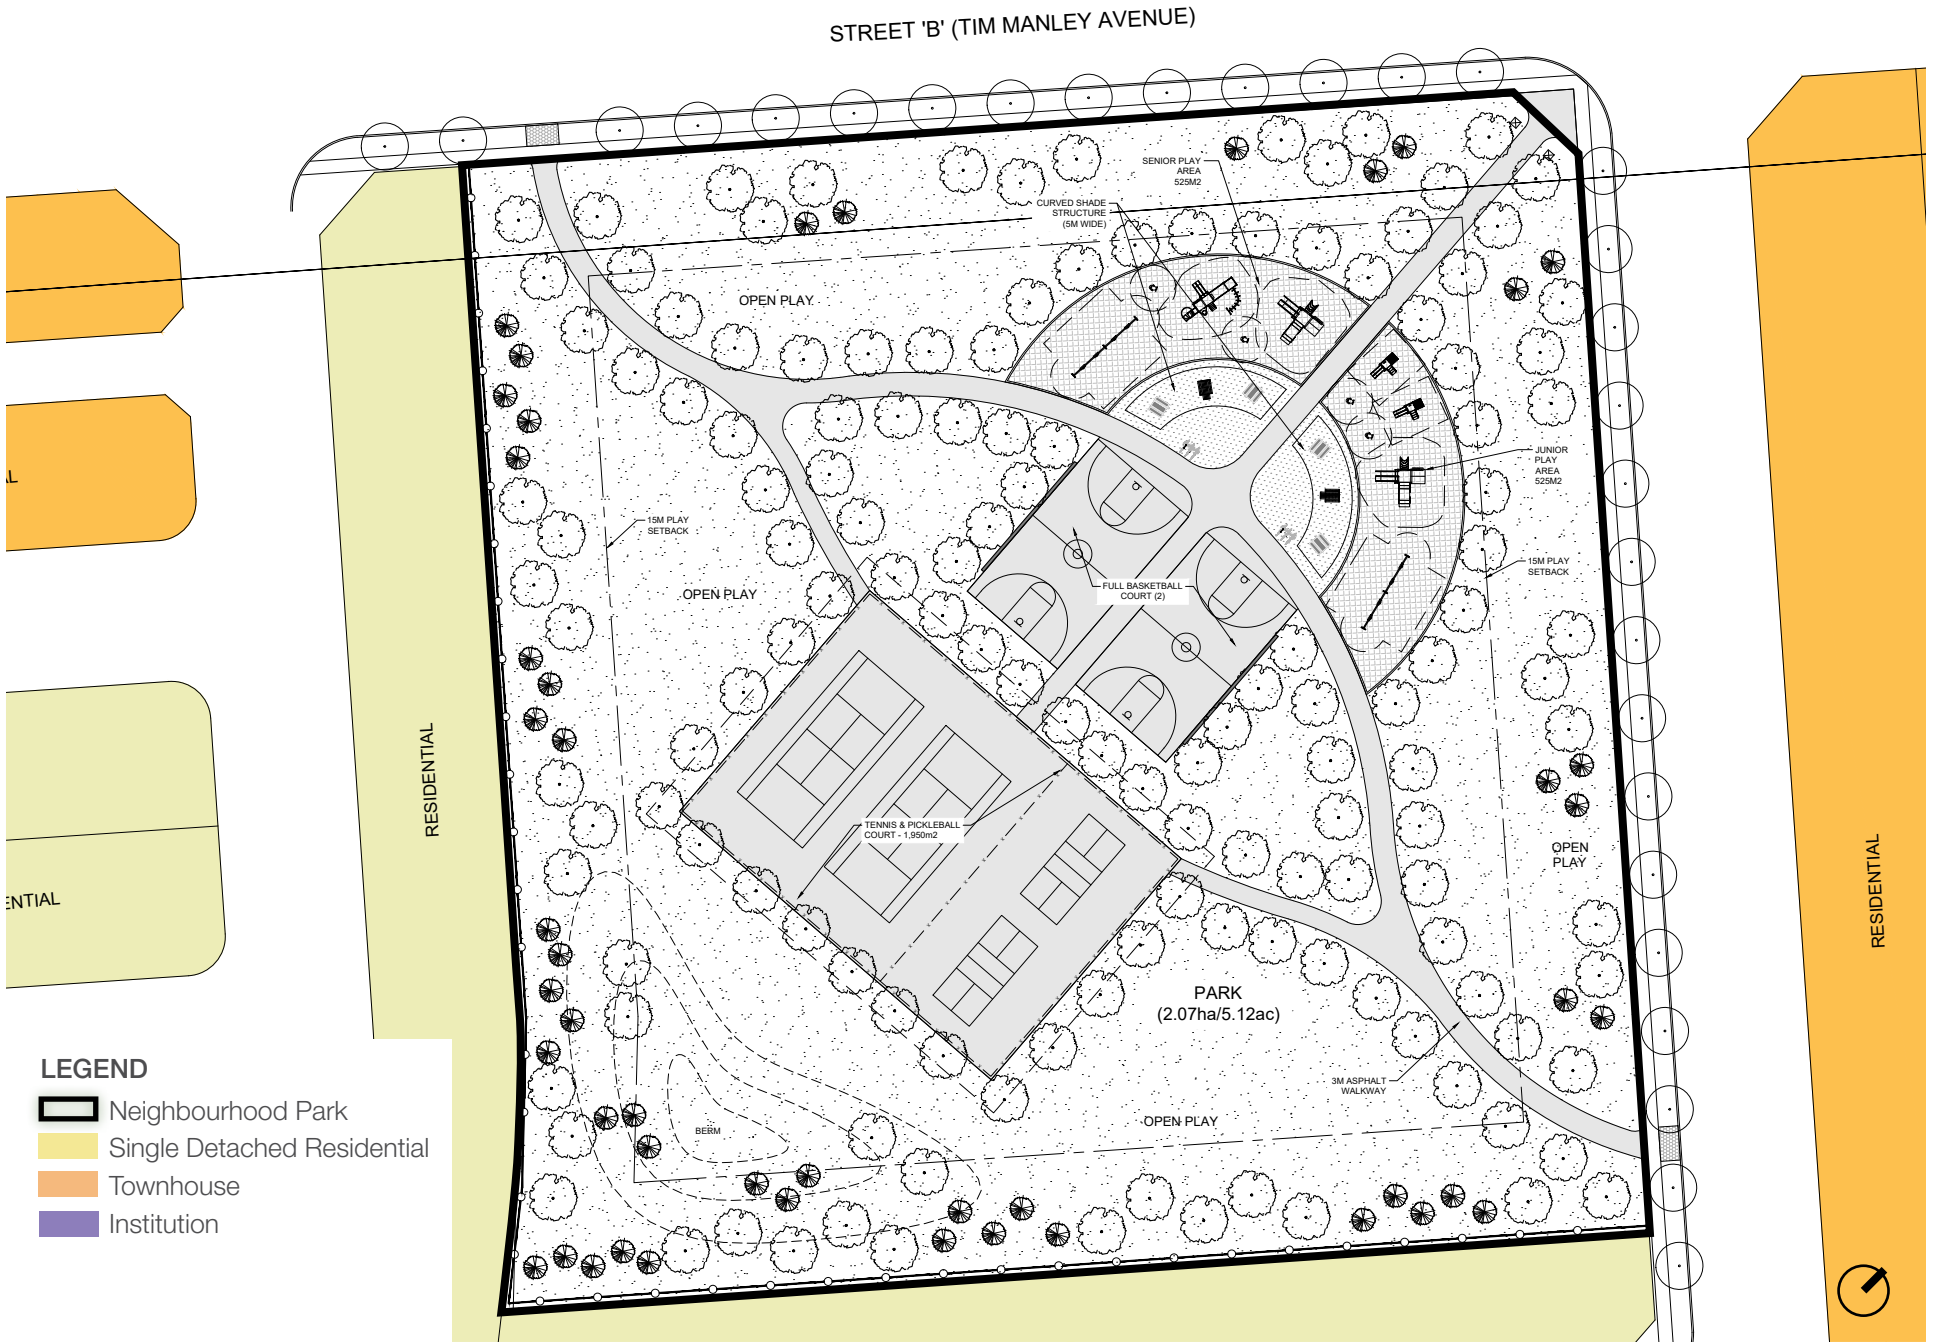 STREET 'B' (TIM MANLEY AVENUE)
SENIOR PLAY
AREA
525M2
CURVED SHADE
STRUCTURE
(5M WIDE)
OPEN PLAY
JUNIOR
PLAY
AREA
525M2
15M PLAY
SETBACK
15M PLAY
SETBACK
FULL BASKETBALL
COURT (2)
OPEN PLAY
RESIDENTIAL
TENNIS & PICKLEBALL
COURT - 1,950m2
OPEN
PLAY
RESIDENTIAL
AL
ENTIAL
PARK
(2.07ha/5.12ac)
3M ASPHALT
WALKWAY
OPEN PLAY
BERM
LEGEND
Neighbourhood Park
Single Detached Residential
Townhouse
Institution